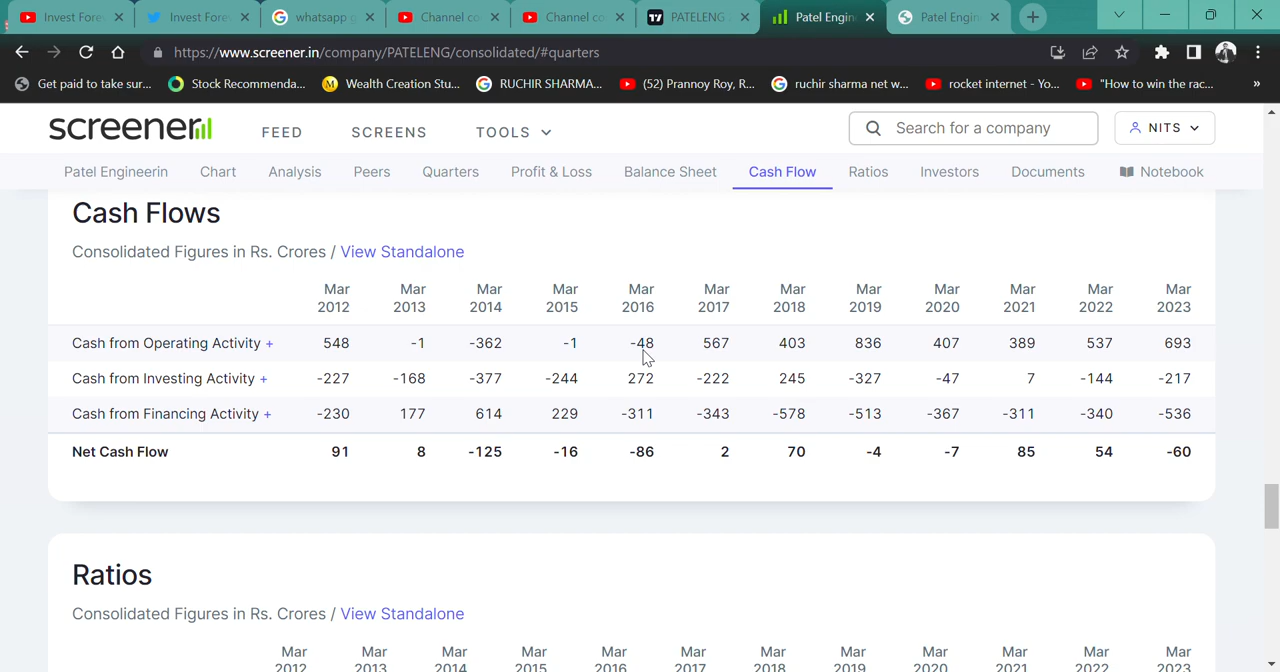 Invest Fore
Invest Forev
whatsapp g
Channel co
Channel co
PATELENG
Patel Engin
Patel Engin
https://www.screener.in/company/PATELENG/consolidated/#quarters
Get paid to take sur...
Stock Recommenda...
Wealth Creation Stu...
RUCHIR SHARMA...
(52) Prannoy Roy, R...
ruchir sharma net w...
rocket internet - Yo...
"How to win the rac...
»
screener
FEED
SCREENS
TOOLS
Search for a company
NITS
Patel Engineerin
Chart
Analysis
Peers
Quarters
Profit & Loss
Balance Sheet
Cash Flow
Ratios
Investors
Documents
Notebook
Cash Flows
Consolidated Figures in Rs. Crores / View Standalone
Mar 2012 Mar 2013 Mar 2014 Mar 2015 Mar 2016 Mar 2017 Mar 2018 Mar 2019 Mar 2020 Mar 2021 Mar 2022 Mar 2023
Cash from Operating Activity + 548 -1 -362 -1 -48 567 403 836 407 389 537 693
Cash from Investing Activity + -227 -168 -377 -244 272 -222 245 -327 -47 7 -144 -217
Cash from Financing Activity + -230 177 614 229 -311 -343 -578 -513 -367 -311 -340 -536
Net Cash Flow 91 8 -125 -16 -86 2 70 -4 -7 85 54 -60
Ratios
Consolidated Figures in Rs. Crores / View Standalone
Mar 2012 Mar 2013 Mar 2014 Mar 2015 Mar 2016 Mar 2017 Mar 2018 Mar 2019 Mar 2020 Mar 2021 Mar 2022 Mar 2023